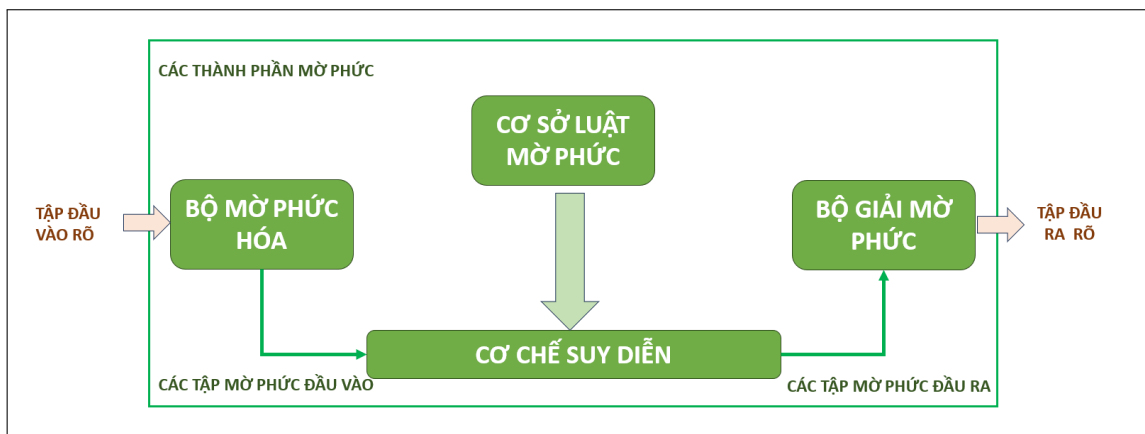 CÁC THÀNH PHẦN MỜ PHỨC
CƠ SỞ LUẬT
MỜ PHỨC
TẬP ĐẦU
VÀO RÕ
BỘ MỜ PHỨC
HÓA
BỘ GIẢI MỜ
PHỨC
TẬP ĐẦU
RA RÕ
CƠ CHẾ SUY DIỄN
CÁC TẬP MỜ PHỨC ĐẦU VÀO
CÁC TẬP MỜ PHỨC ĐẦU RA